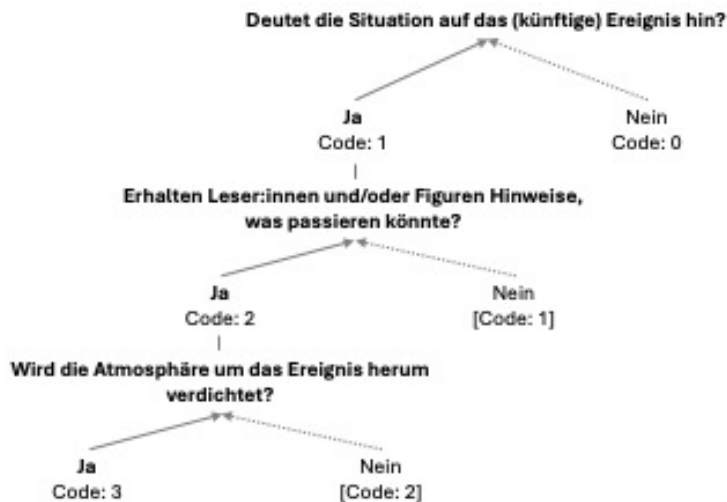 Deutet die Situation auf das (künftige) Ereignis hin?
Ja
Nein
Code: 1
Code: 0
Erhalten Leser:innen und/oder Figuren Hinweise,
was passieren könnte?
Ja
Nein
Code: 2
[Code: 1]
Wird die Atmosphäre um das Ereignis herum
verdichtet?
Ja
Nein
Code: 3
[Code: 2]